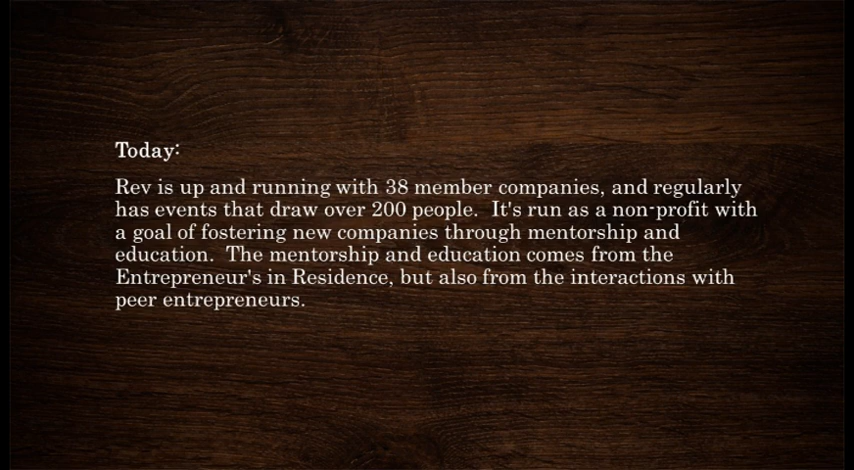 Today:
Rev is up and running with 38 member companies, and regularly
has events that draw over 200 people.  It's run as a non-profit with
a goal of fostering new companies through mentorship and
education.  The mentorship and education comes from the
Entrepreneur's in Residence, but also from the interactions with
peer entrepreneurs.